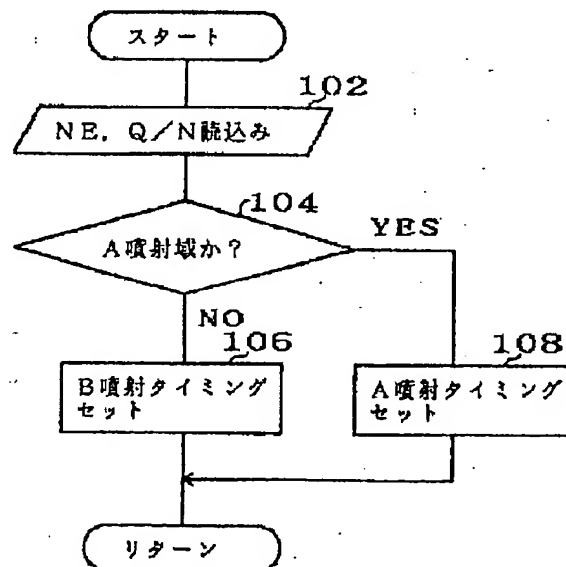 スタート
102
NE, Q/N読込み
104
A噴射域か?
YES
NO
106
108
B噴射タイミング
セット
A噴射タイミング
セット
リターン